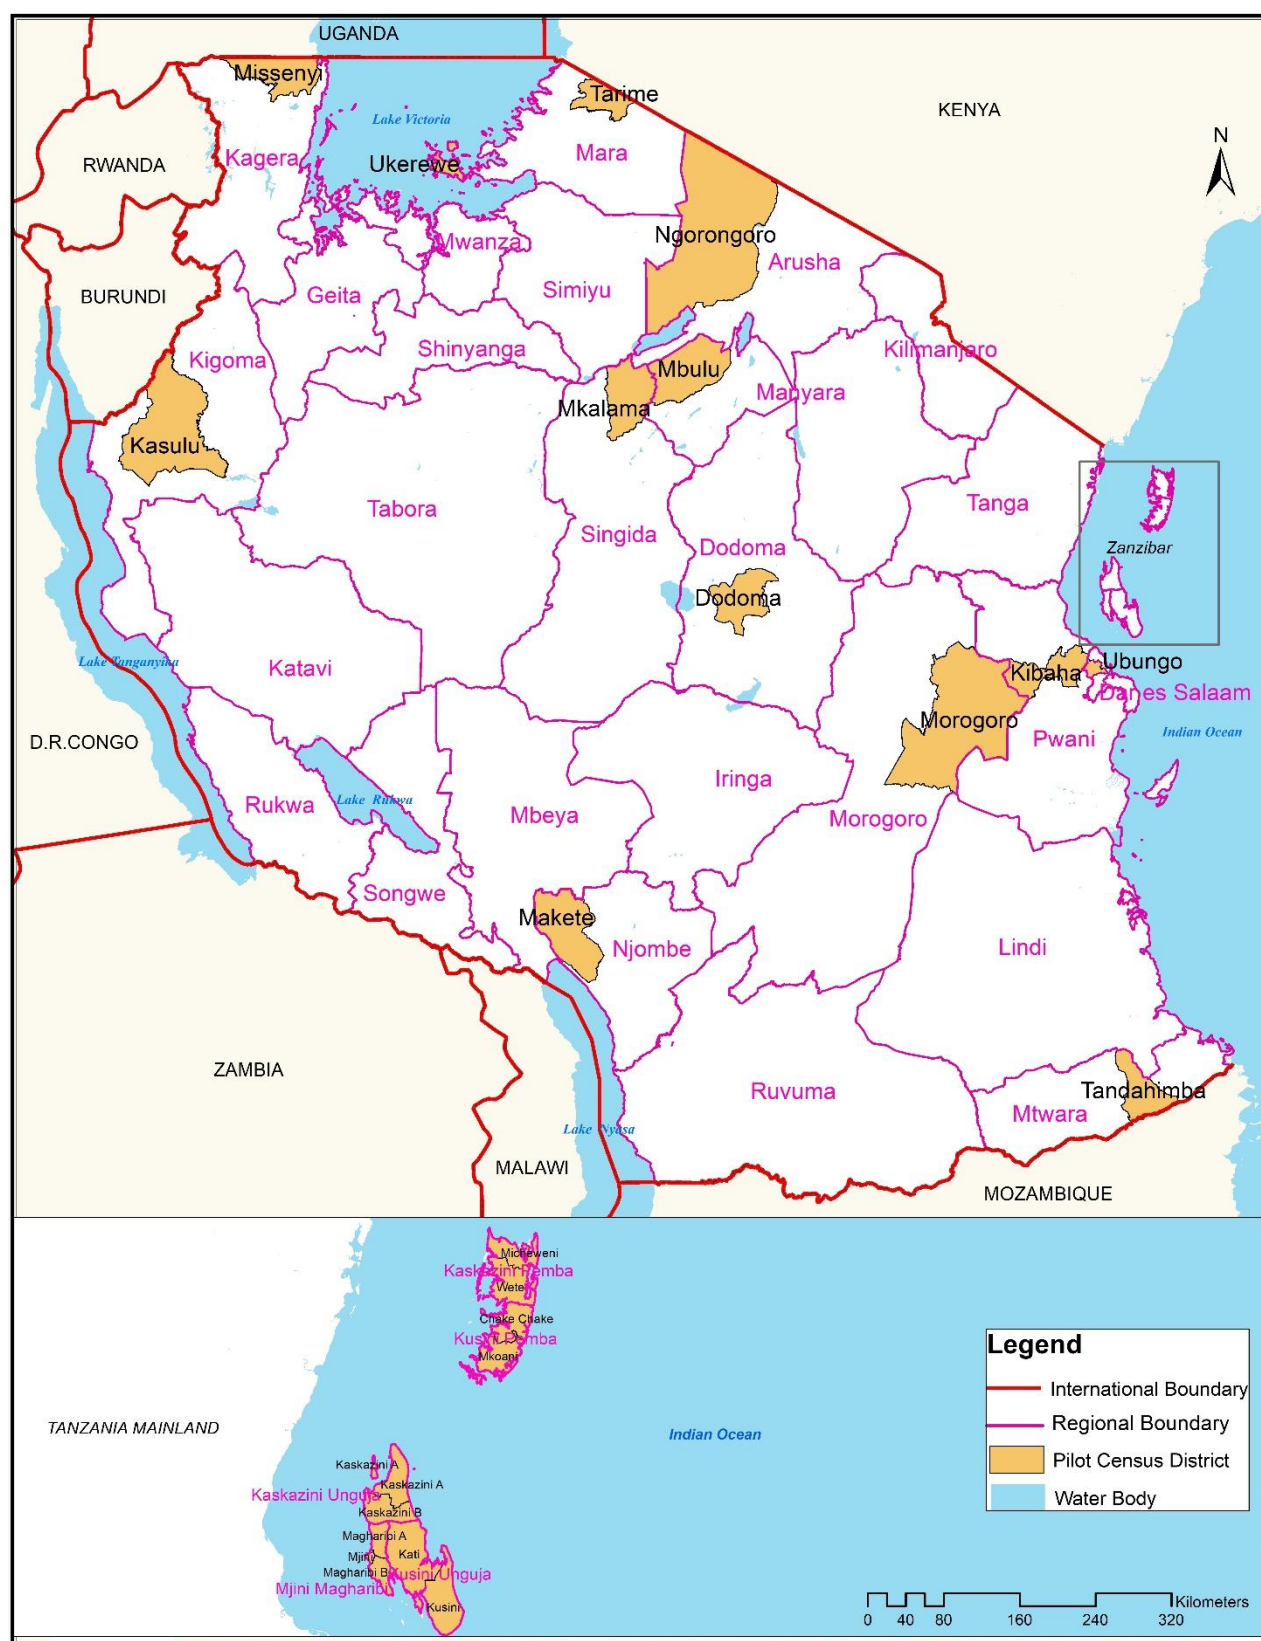 UGANDA
Missenyi
Tarime
KENYA
Lake Victoria
N
RWANDA
Kagera
Ukerewe
Mara
Ngorongoro
Mwanza
Arusha
BURUNDI
Geita
Simiyu
Kigoma
Shinyanga
Kilimanjaro
Mbulu
Manyara
Mkalama
Kasulu
Tabora
Tanga
Singida
Dodoma
Zanzibar
Dodoma
Lake Tanganyika
Katavi
Kibaha
Ubungo
Dar es Salaam
Morogoro
D.R.CONGO
Pwani
Indian Ocean
Iringa
Rukwa
Lake Rukwa
Mbeya
Morogoro
Songwe
Makete
Njombe
Lindi
ZAMBIA
Ruvuma
Tandahimba
Mtwara
Lake Nyasa
MALAWI
MOZAMBIQUE
Micheweni
Kaskazini Pemba
Wete
Chake Chake
Kusini Pemba
Mkoani
Legend
International Boundary
Regional Boundary
Pilot Census District
Water Body
TANZANIA MAINLAND
Indian Ocean
Kaskazini A
Kaskazini A
Kaskazini Unguja
Kaskazini B
Magharibi A
Mjini
Kati
Magharibi B
Kusini Unguja
Mjini Magharibi
Kusini
Kilometers
0 40 80 160 240 320